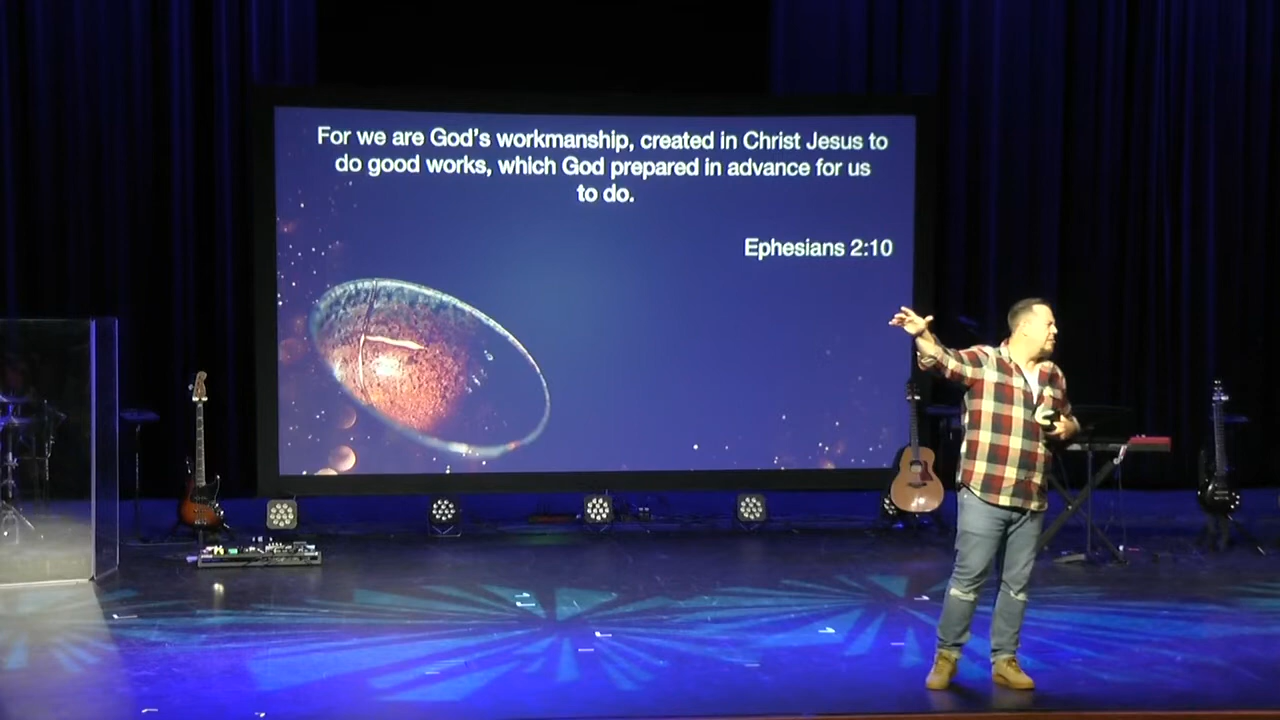 For we are God's workmanship, created in Christ Jesus to
do good works, which God prepared in advance for us
to do.
Ephesians 2:10